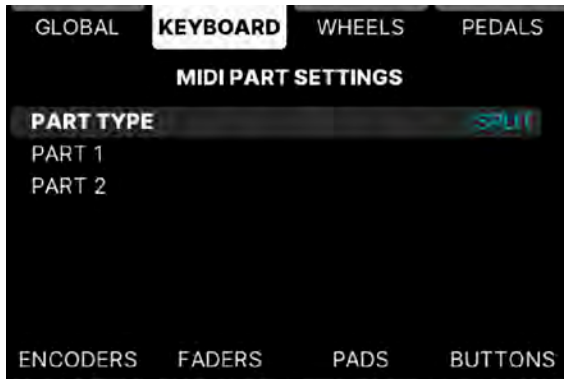 GLOBAL KEYBOARD WHEELS PEDALS
MIDI PART SETTINGS
PART TYPE SPLIT
PART 1
PART 2
ENCODERS FADERS PADS BUTTONS